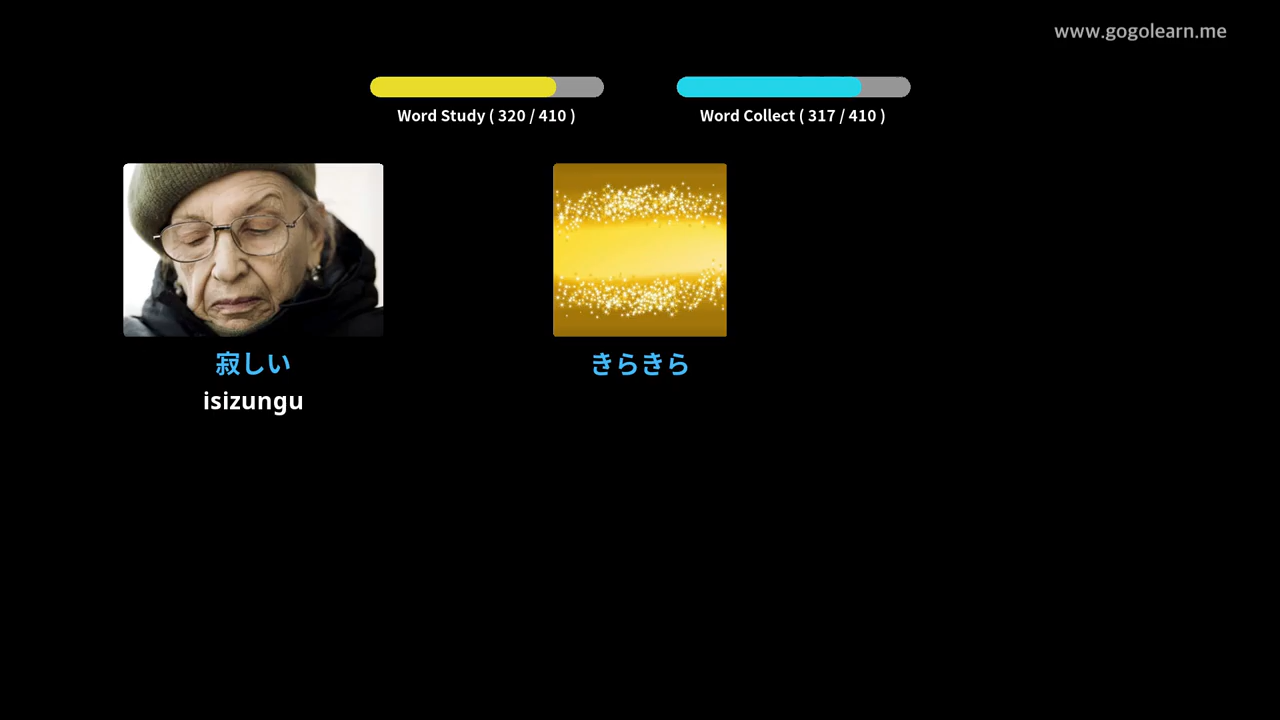 www.gogolearn.me
Word Study ( 320 / 410 )
Word Collect ( 317 / 410 )
寂しい
isizungu
きらきら